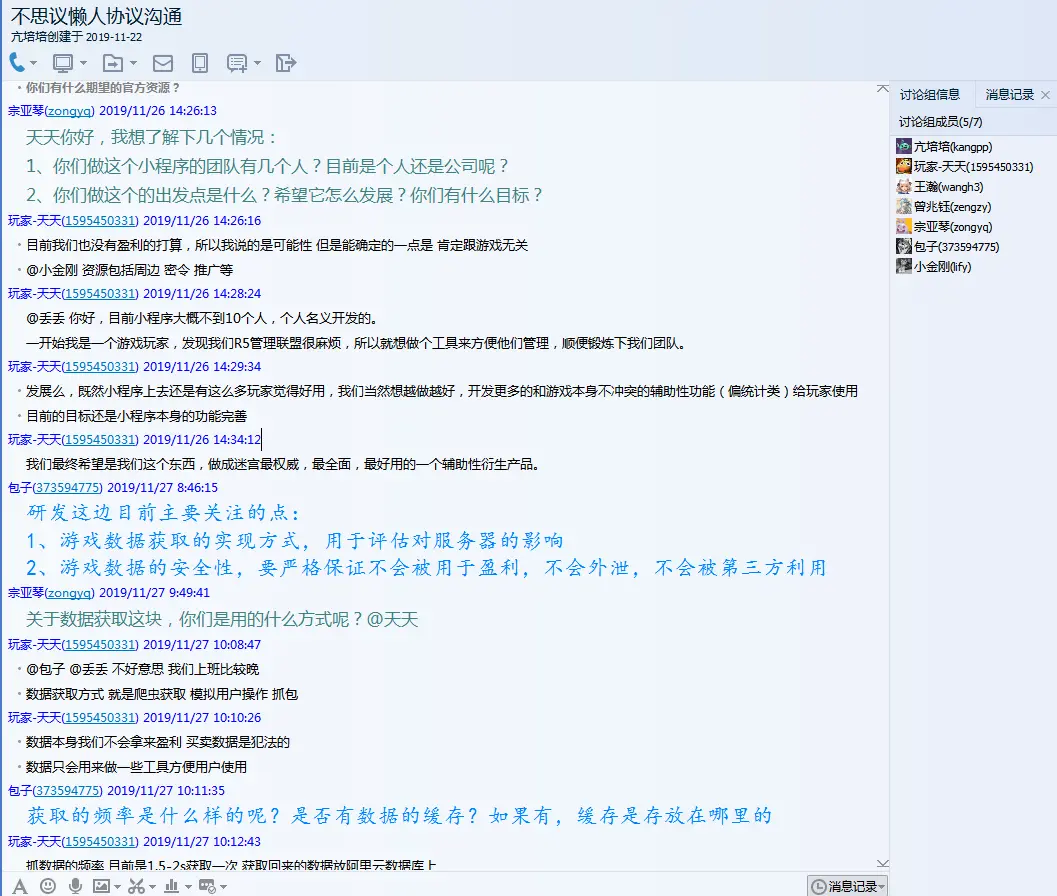 不思议懒人协议沟通
亢培培创建于 2019-11-22
· 你们有什么期望的官方资源？
讨论组信息
消息记录
讨论组成员(5/7)
亢培培(kangpp)
玩家-天天(1595450331)
王瀚(wangh3)
曾兆钰(zengzy)
宗亚琴(zongyq)
包子(373594775)
小金刚(lify)
宗亚琴(zongyq) 2019/11/26 14:26:13
天天你好，我想了解下几个情况：
1、你们做这个小程序的团队有几个人？目前是个人还是公司呢？
2、你们做这个的出发点是什么？希望它怎么发展？你们有什么目标？
玩家-天天(1595450331) 2019/11/26 14:26:16
· 目前我们也没有盈利的打算，所以我说的是可能性 但是能确定的一点是 肯定跟游戏无关
· @小金刚 资源包括周边 密令 推广等
玩家-天天(1595450331) 2019/11/26 14:28:24
@丢丢 你好，目前小程序大概不到10个人，个人名义开发的。
一开始我是一个游戏玩家，发现我们R5管理联盟很麻烦，所以就想做个工具来方便他们管理，顺便锻炼下我们团队。
玩家-天天(1595450331) 2019/11/26 14:29:34
· 发展么，既然小程序上去还是有这么多玩家觉得好用，我们当然想越做越好，开发更多的和游戏本身不冲突的辅助性功能（偏统计类）给玩家使用
· 目前的目标还是小程序本身的功能完善
玩家-天天(1595450331) 2019/11/26 14:34:12
我们最终希望是我们这个东西，做成迷宫最权威，最全面，最好用的一个辅助性衍生产品。
包子(373594775) 2019/11/27 8:46:15
研发这边目前主要关注的点：
1、游戏数据获取的实现方式，用于评估对服务器的影响
2、游戏数据的安全性，要严格保证不会被用于盈利，不会外泄，不会被第三方利用
宗亚琴(zongyq) 2019/11/27 9:49:41
关于数据获取这块，你们是用的什么方式呢？@天天
玩家-天天(1595450331) 2019/11/27 10:08:47
· @包子 @丢丢 不好意思 我们上班比较晚
· 数据获取方式 就是爬虫获取 模拟用户操作 抓包
玩家-天天(1595450331) 2019/11/27 10:10:26
· 数据本身我们不会拿来盈利 买卖数据是犯法的
· 数据只会用来做一些工具方便用户使用
包子(373594775) 2019/11/27 10:11:35
获取的频率是什么样的呢？是否有数据的缓存？如果有，缓存是存放在哪里的
玩家-天天(1595450331) 2019/11/27 10:12:43
抓数据的频率 目前是1.5-2s获取一次 获取回来的数据放阿里云数据库上
消息记录